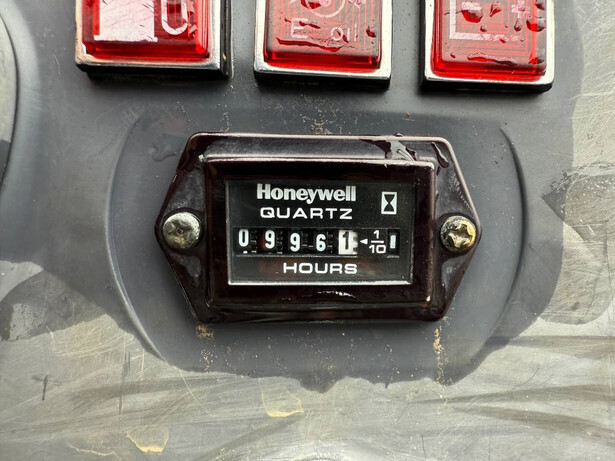 Honeywell
QUARTZ
0 9 9 6 1 ◄ 1/10
HOURS